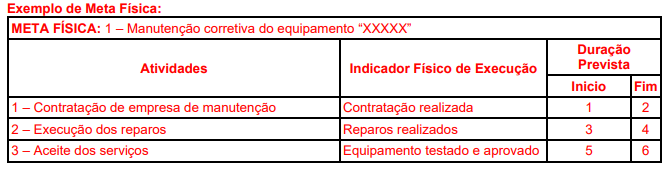 Exemplo de Meta Física:
META FÍSICA: 1 – Manutenção corretiva do equipamento “XXXXX”
Atividades Indicador Físico de Execução Duração Prevista
Inicio Fim
1 – Contratação de empresa de manutenção Contratação realizada 1 2
2 – Execução dos reparos Reparos realizados 3 4
3 – Aceite dos serviços Equipamento testado e aprovado 5 6